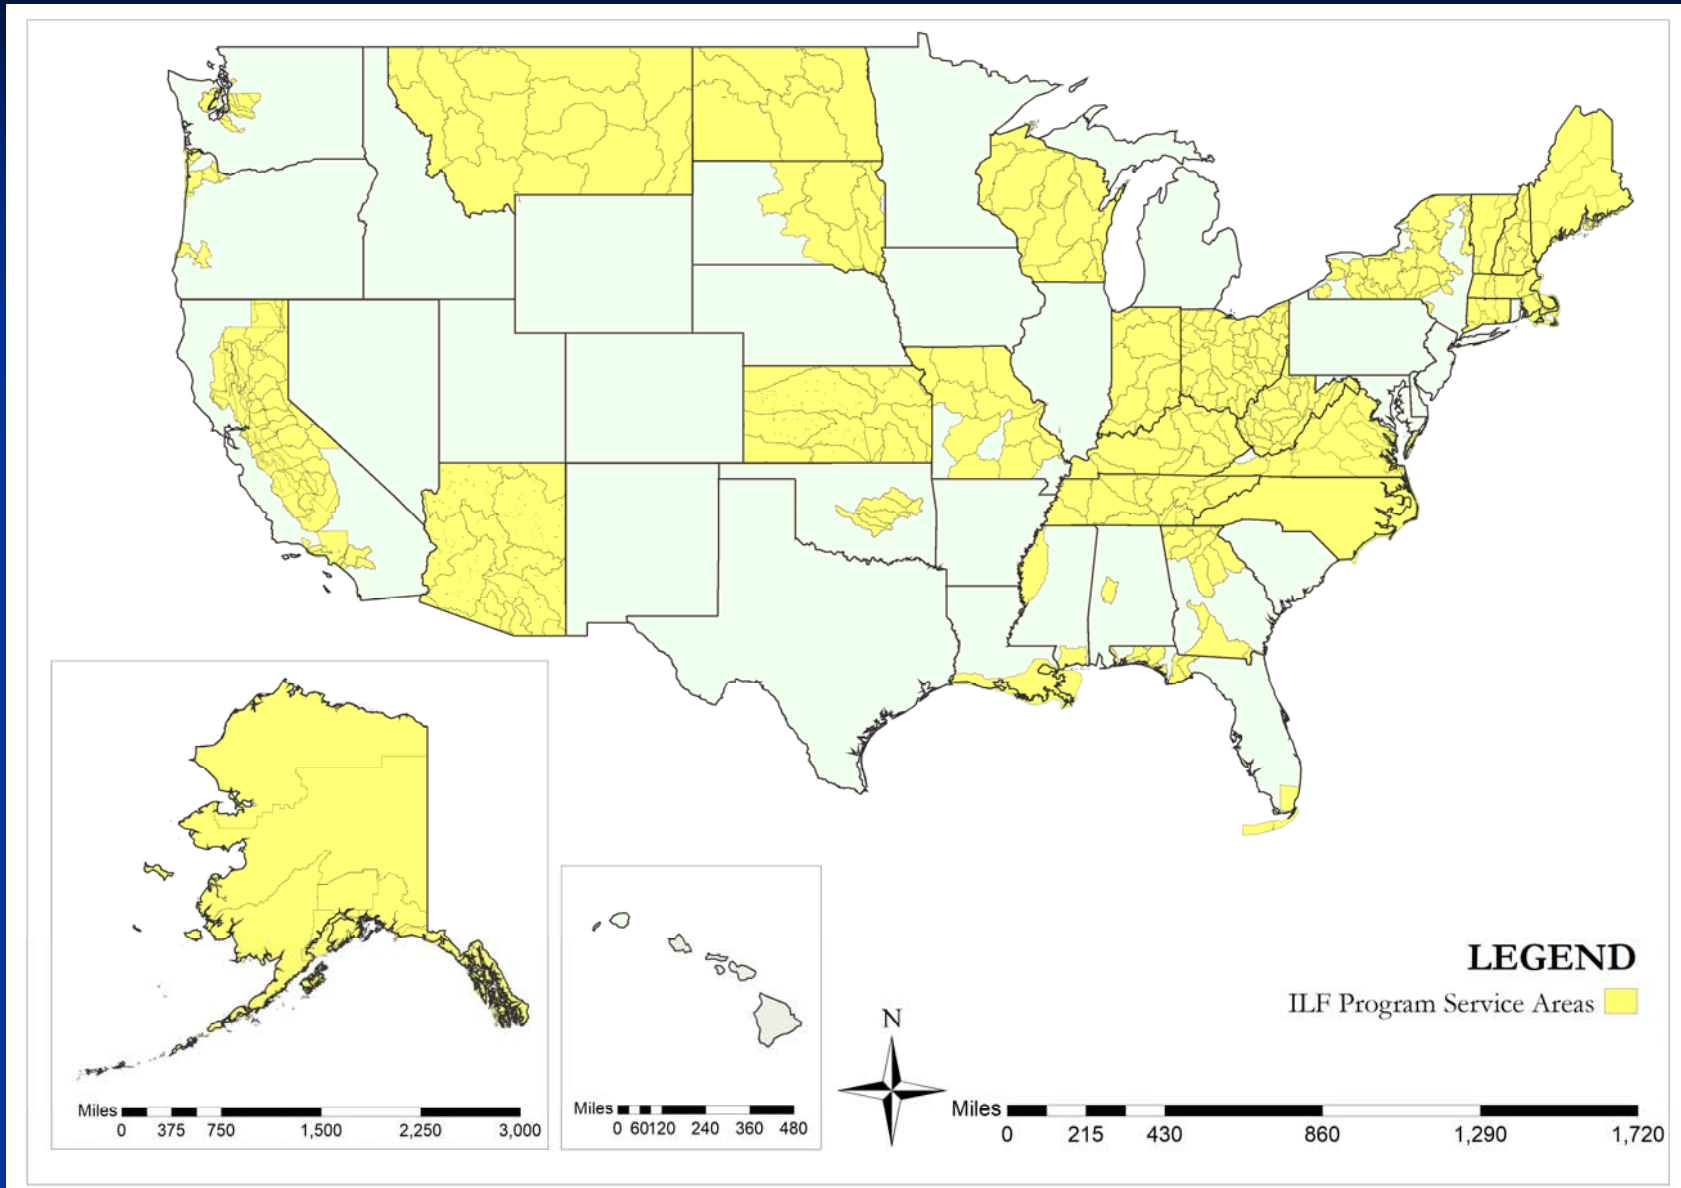 LEGEND
ILF Program Service Areas
N
Miles
0 375 750 1,500 2,250 3,000
Miles
0 60120 240 360 480
Miles
0 215 430 860 1,290 1,720